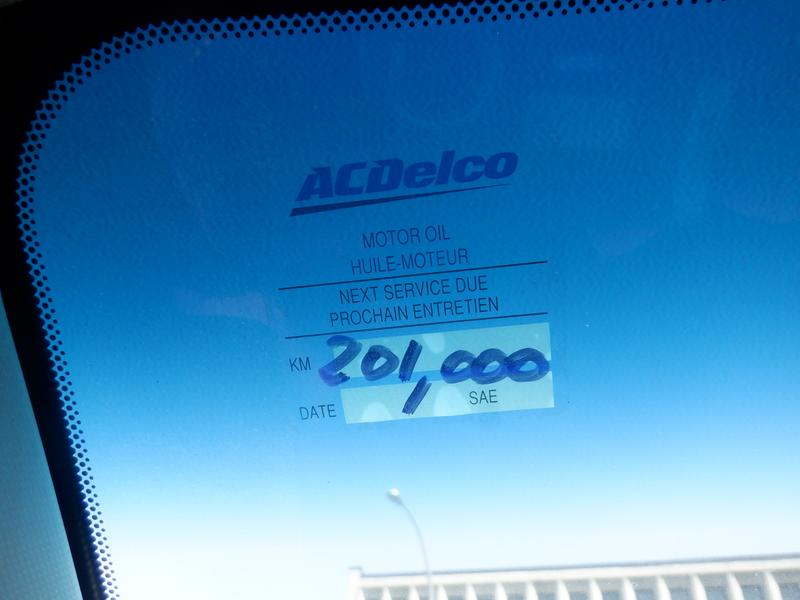 ACDelco
MOTOR OIL
HUILE-MOTEUR
NEXT SERVICE DUE
PROCHAIN ENTRETIEN
KM 201,000
DATE SAE